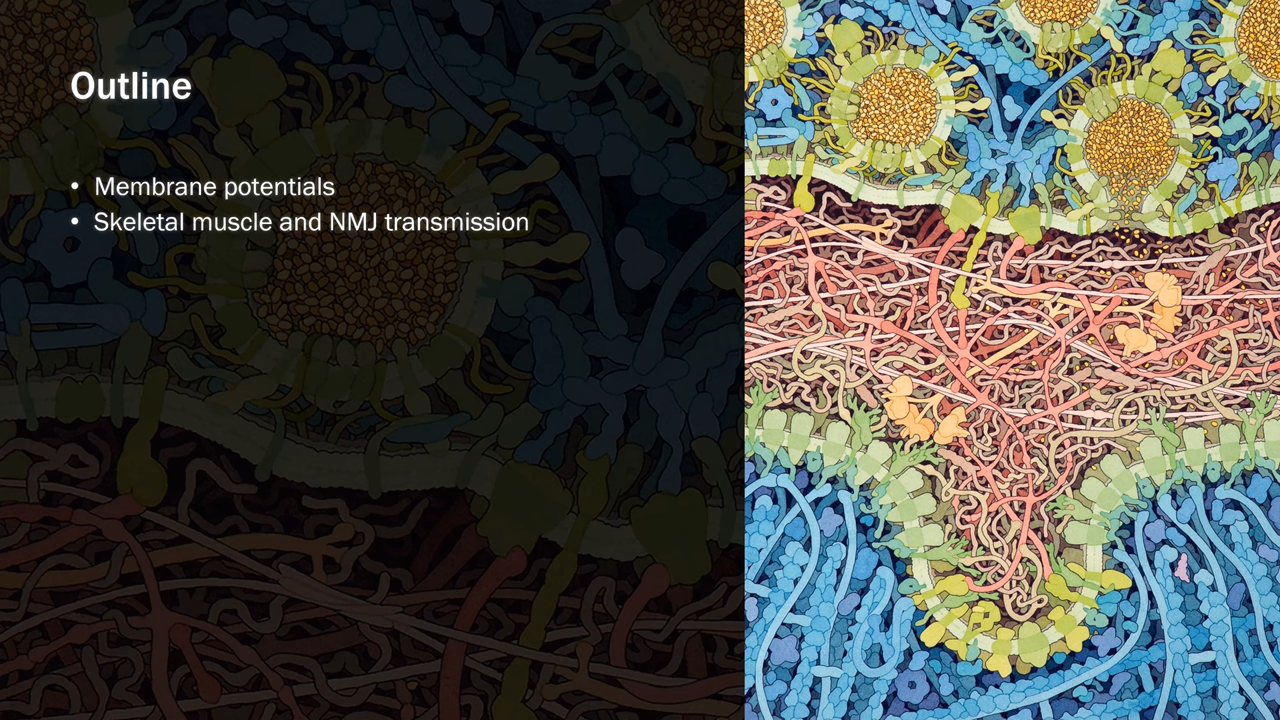 Outline
• Membrane potentials
• Skeletal muscle and NMJ transmission